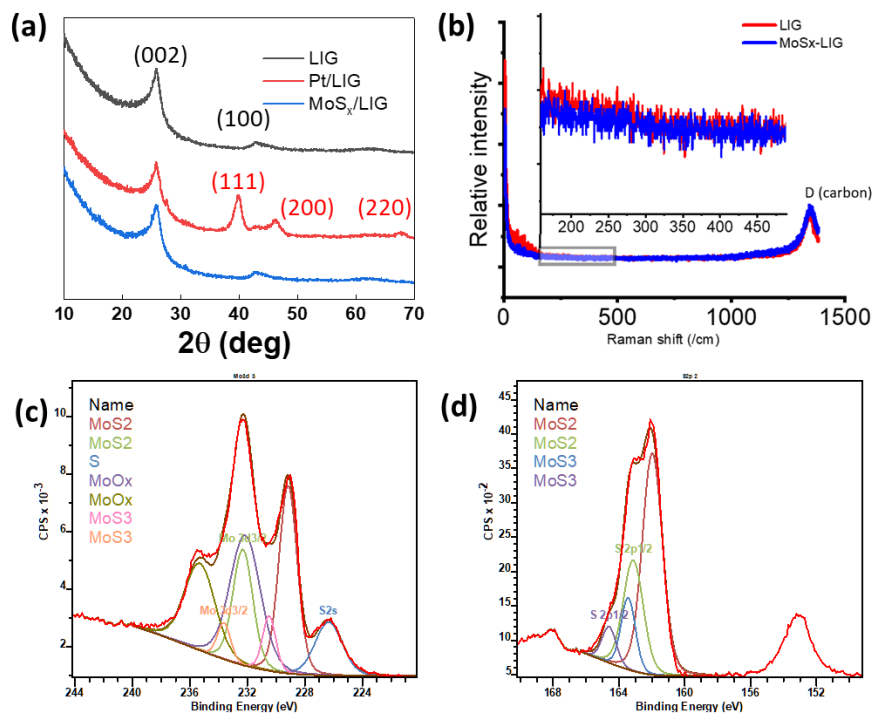 (a)
LIG
Pt/LIG
MoSx/LIG
(002)
(100)
(111)
(200)
(220)
10 20 30 40 50 60 70
2θ (deg)
(b)
LIG
MoSx-LIG
Relative intensity
200 250 300 350 400 450
D (carbon)
0 500 1000 1500
Raman shift (/cm)
(c)
Name
MoS2
MoS2
S
MoOx
MoOx
MoS3
MoS3
CPS x 10-3
10
8
6
4
2
Mo 3d3/2
Mo 3d3/2
S2s
244 240 236 232 228 224
Binding Energy (eV)
(d)
Name
MoS2
MoS2
MoS3
MoS3
CPS x 10-2
45
40
35
30
25
20
15
10
5
S 2p1/2
S 2p1/2
168 164 160 156 152
Binding Energy (eV)